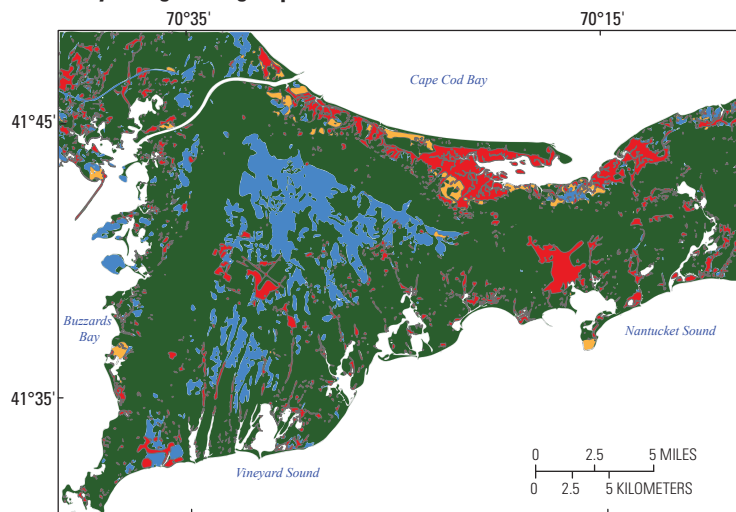 70°35'
70°15'
Cape Cod Bay
41°45'
Buzzards
Bay
Nantucket Sound
41°35'
0 2.5 5 MILES
0 2.5 5 KILOMETERS
Vineyard Sound